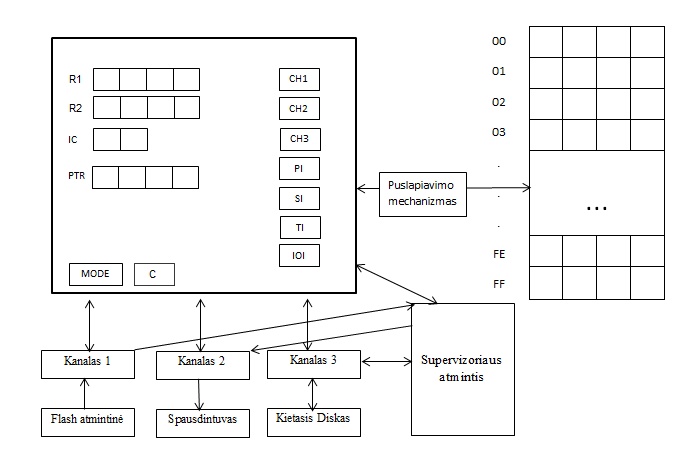 R1
R2
IC
PTR
MODE
C
CH1
CH2
CH3
PI
SI
TI
IOI
Puslapiavimo
mechanizmas
00
01
02
03
.
.
.
FE
FF
...
Kanalas 1
Kanalas 2
Kanalas 3
Supervizoriaus
atmintis
Flash atmintinė
Spausdintuvas
Kietasis Diskas